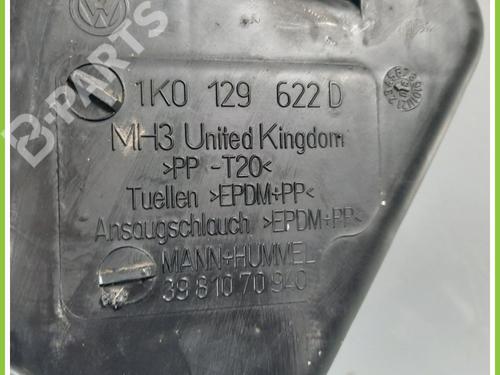 B-PARTS
1K0 129 622 D
MH3 United Kingdom
>PP -T20<
Tuellen >EPDM+PP<
Ansaugschlauch >EPDM+PP<
MANN+HUMMEL
39 810 70 940